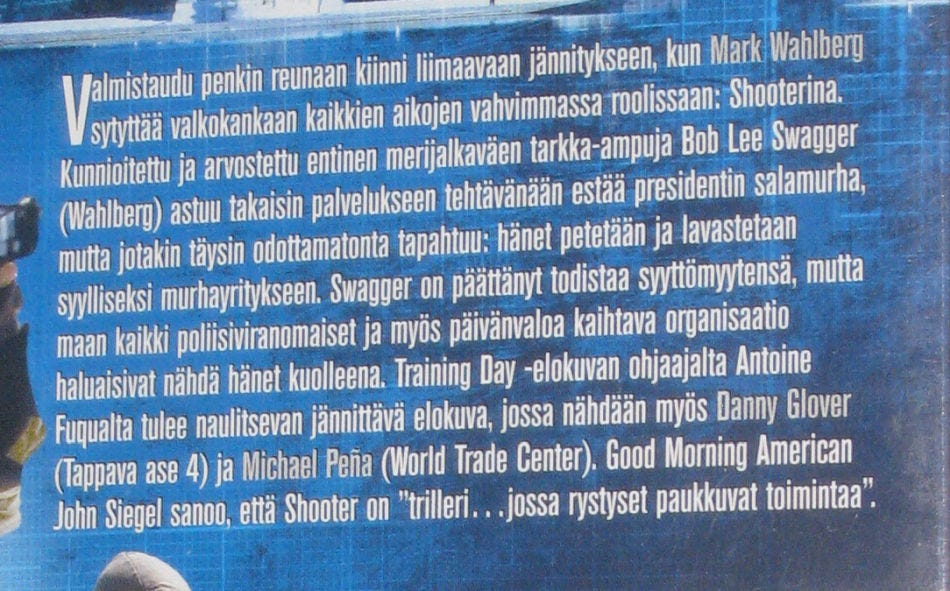 Valmistaudu penkin reunaan kiinni liimaavaan jännitykseen, kun Mark Wahlberg
sytyttää valkokankaan kaikkien aikojen vahvimmassa roolissaan: Shooterina.
Kunnioitettu ja arvostettu entinen merijalkaväen tarkka-ampuja Bob Lee Swagger
(Wahlberg) astuu takaisin palvelukseen tehtävänään estää presidentin salamurha,
mutta jotakin täysin odottamatonta tapahtuu: hänet petetään ja lavastetaan
syylliseksi murhayritykseen. Swagger on päättänyt todistaa syyttömyytensä, mutta
maan kaikki poliisiviranomaiset ja myös päivänvaloa kaihtava organisaatio
haluaisivat nähdä hänet kuolleena. Training Day -elokuvan ohjaajalta Antoine
Fuqualta tulee naulitsevan jännittävä elokuva, jossa nähdään myös Danny Glover
(Tappava ase 4) ja Michael Peña (World Trade Center). Good Morning American
John Siegel sanoo, että Shooter on ”trilleri...jossa rystyset paukkuvat toimintaa”.